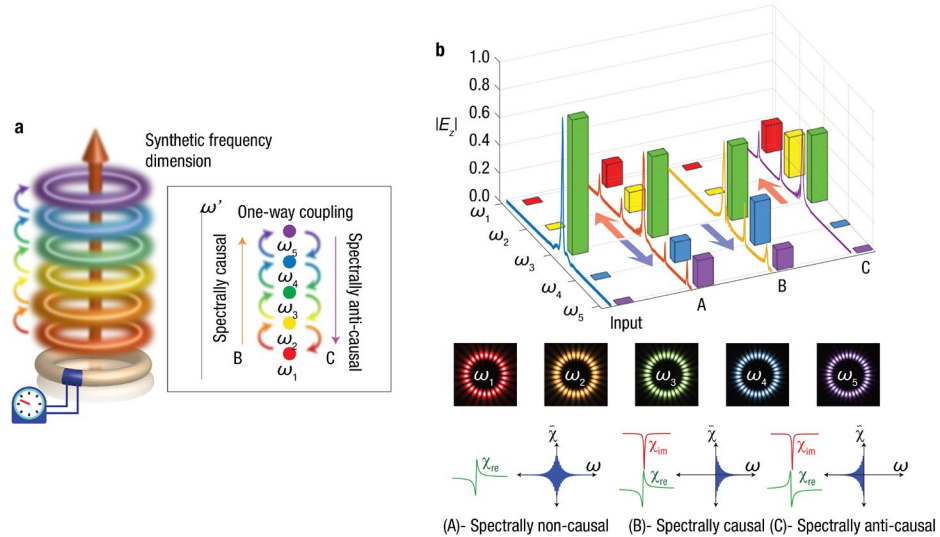 a
Synthetic frequency
dimension
ω’
One-way coupling
Spectrally causal
B
ω5
ω4
ω3
ω2
ω1
C
Spectrally anti-causal
b
|Ez|
1.0
0.8
0.6
0.4
0.2
0.0
ω1
ω2
ω3
ω4
ω5
Input
A
B
C
ω1 ω2 ω3 ω4 ω5
χre
χ̃
ω
χim
χre
χ̃
ω
χim
χre
χ̃
ω
(A)- Spectrally non-causal (B)- Spectrally causal (C)- Spectrally anti-causal